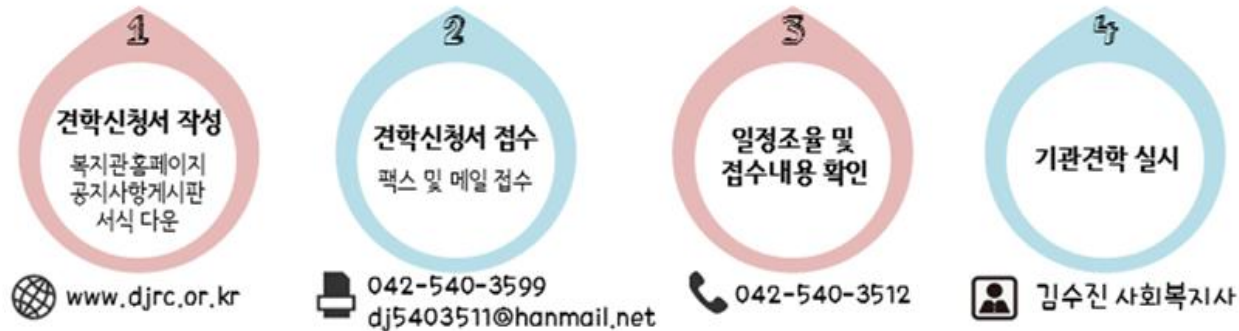 1
견학신청서 작성
복지관홈페이지
공지사항게시판
서식 다운
www.djrc.or.kr
2
견학신청서 접수
팩스 및 메일 접수
042-540-3599
dj5403511@hanmail.net
3
일정조율 및
접수내용 확인
042-540-3512
4
기관견학 실시
김수진 사회복지사